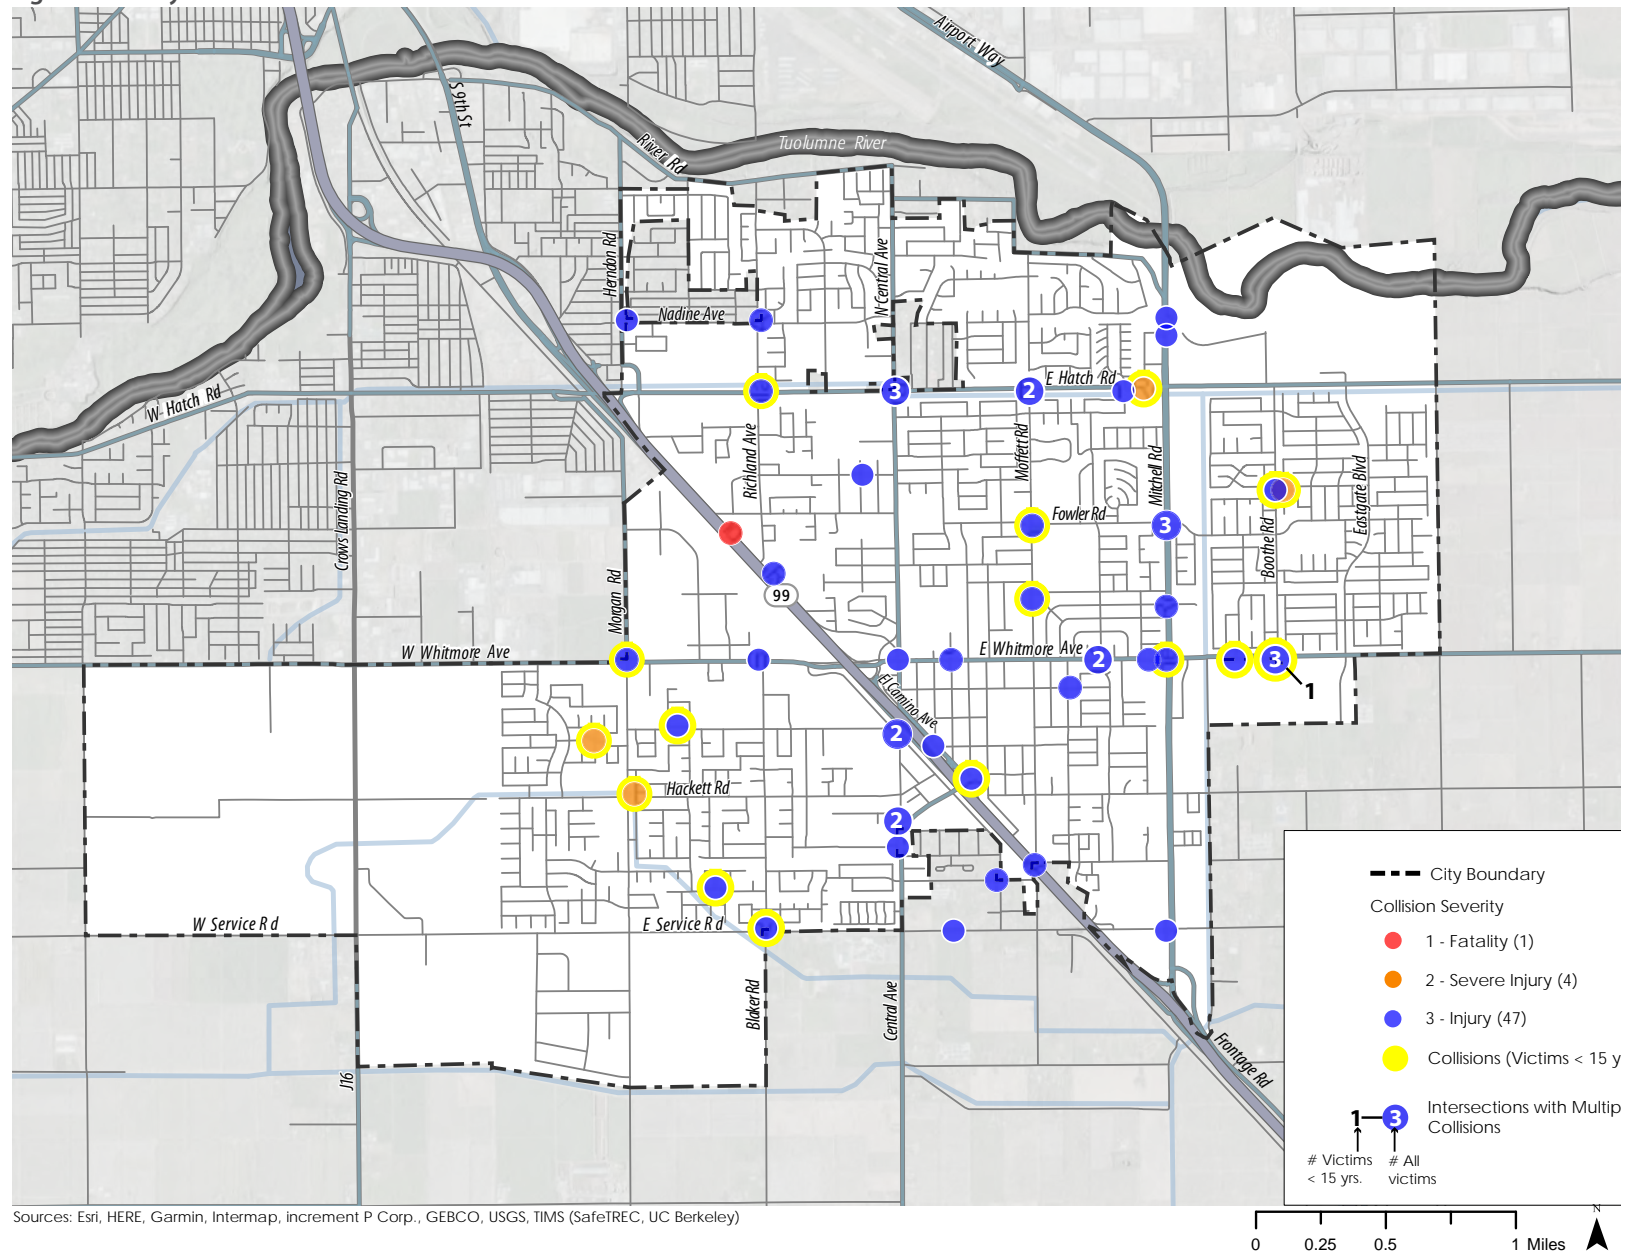 Airport Way
S 9th St
River Rd
Tuolumne River
Herndon Rd
N Central Ave
Nadine Ave
E Hatch Rd
W Hatch Rd
3
2
Richland Ave
Moffett Rd
Mitchell Rd
Crows Landing Rd
Eastgate Blvd
Fowler Rd
3
Boothe Rd
99
Morgan Rd
W Whitmore Ave
E Whitmore Ave
2
3
1
El Camino Ave
2
Hackett Rd
2
W Service Rd
E Service Rd
Blaker Rd
Central Ave
Frontage Rd
J16
City Boundary
Collision Severity
1 - Fatality (1)
2 - Severe Injury (4)
3 - Injury (47)
Collisions (Victims < 15 y
Intersections with Multip
Collisions
1
3
# Victims
< 15 yrs.
# All
victims
Sources: Esri, HERE, Garmin, Intermap, increment P Corp., GEBCO, USGS, TIMS (SafeTREC, UC Berkeley)
N
0 0.25 0.5 1 Miles